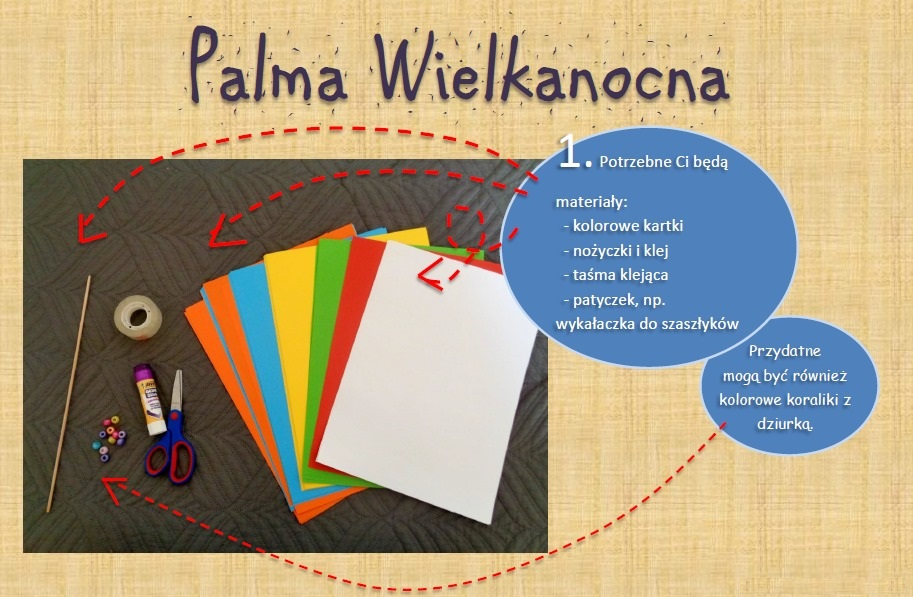 Palma Wielkanocna
1. Potrzebne Ci będą
materiały:
- kolorowe kartki
- nożyczki i klej
- taśma klejąca
- patyczek, np.
wykałaczka do szaszłyków
Przydatne
mogą być również
kolorowe koraliki z
dziurką.